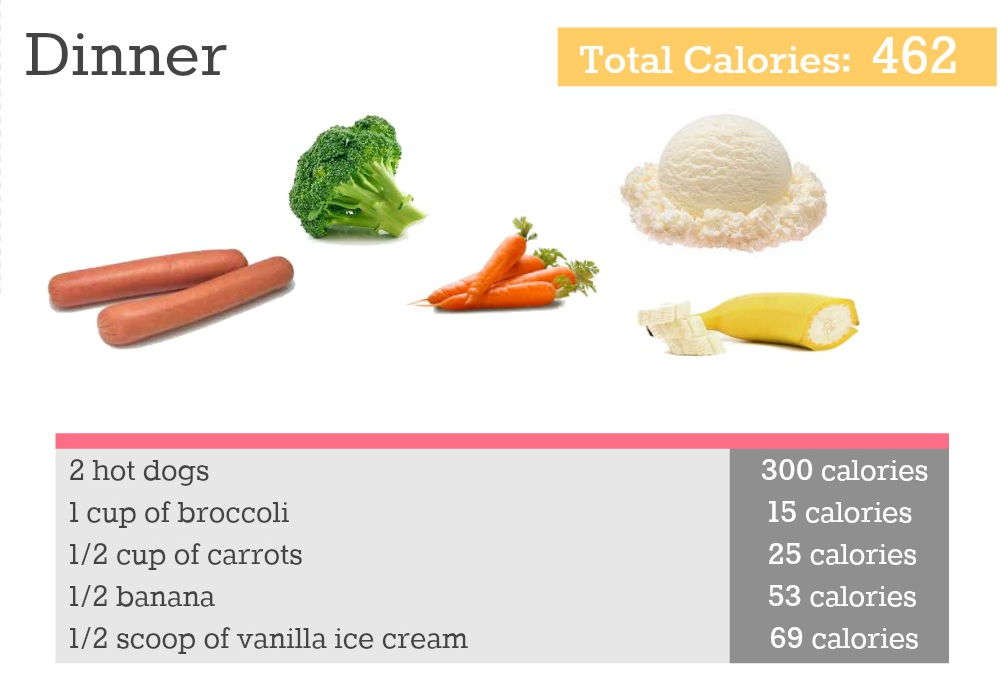 Dinner
Total Calories: 462
2 hot dogs 300 calories
1 cup of broccoli 15 calories
1/2 cup of carrots 25 calories
1/2 banana 53 calories
1/2 scoop of vanilla ice cream 69 calories